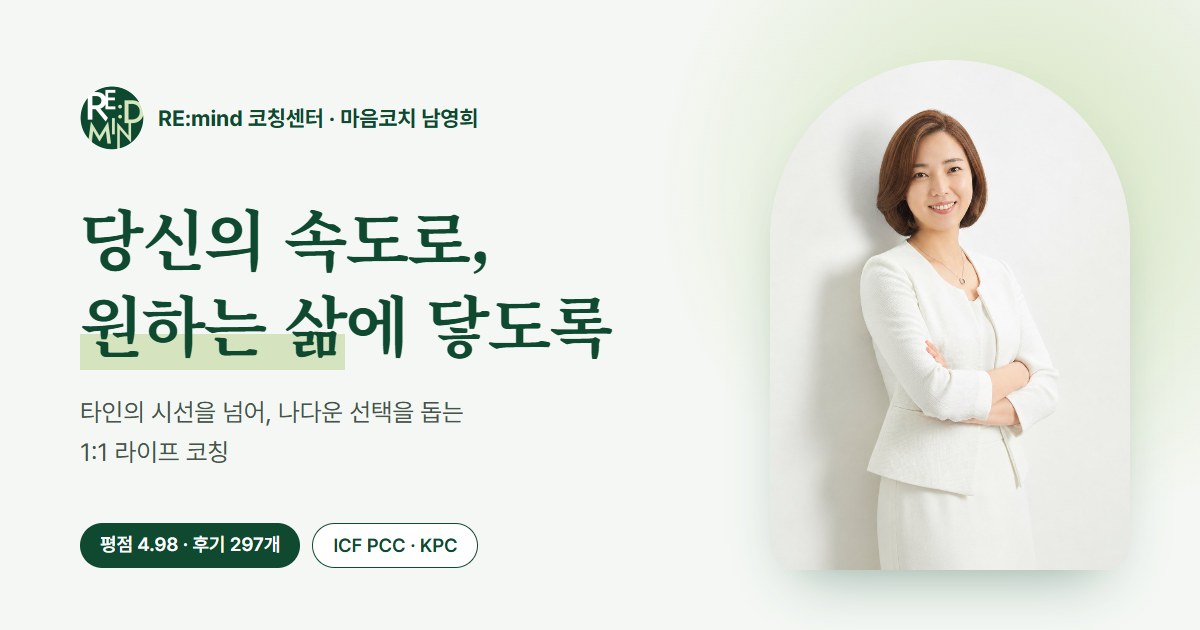 RE:MIND
RE:mind 코칭센터 · 마음코치 남영희
당신의 속도로,
원하는 삶에 닿도록
타인의 시선을 넘어, 나다운 선택을 돕는
1:1 라이프 코칭
평점 4.98 · 후기 297개
ICF PCC · KPC